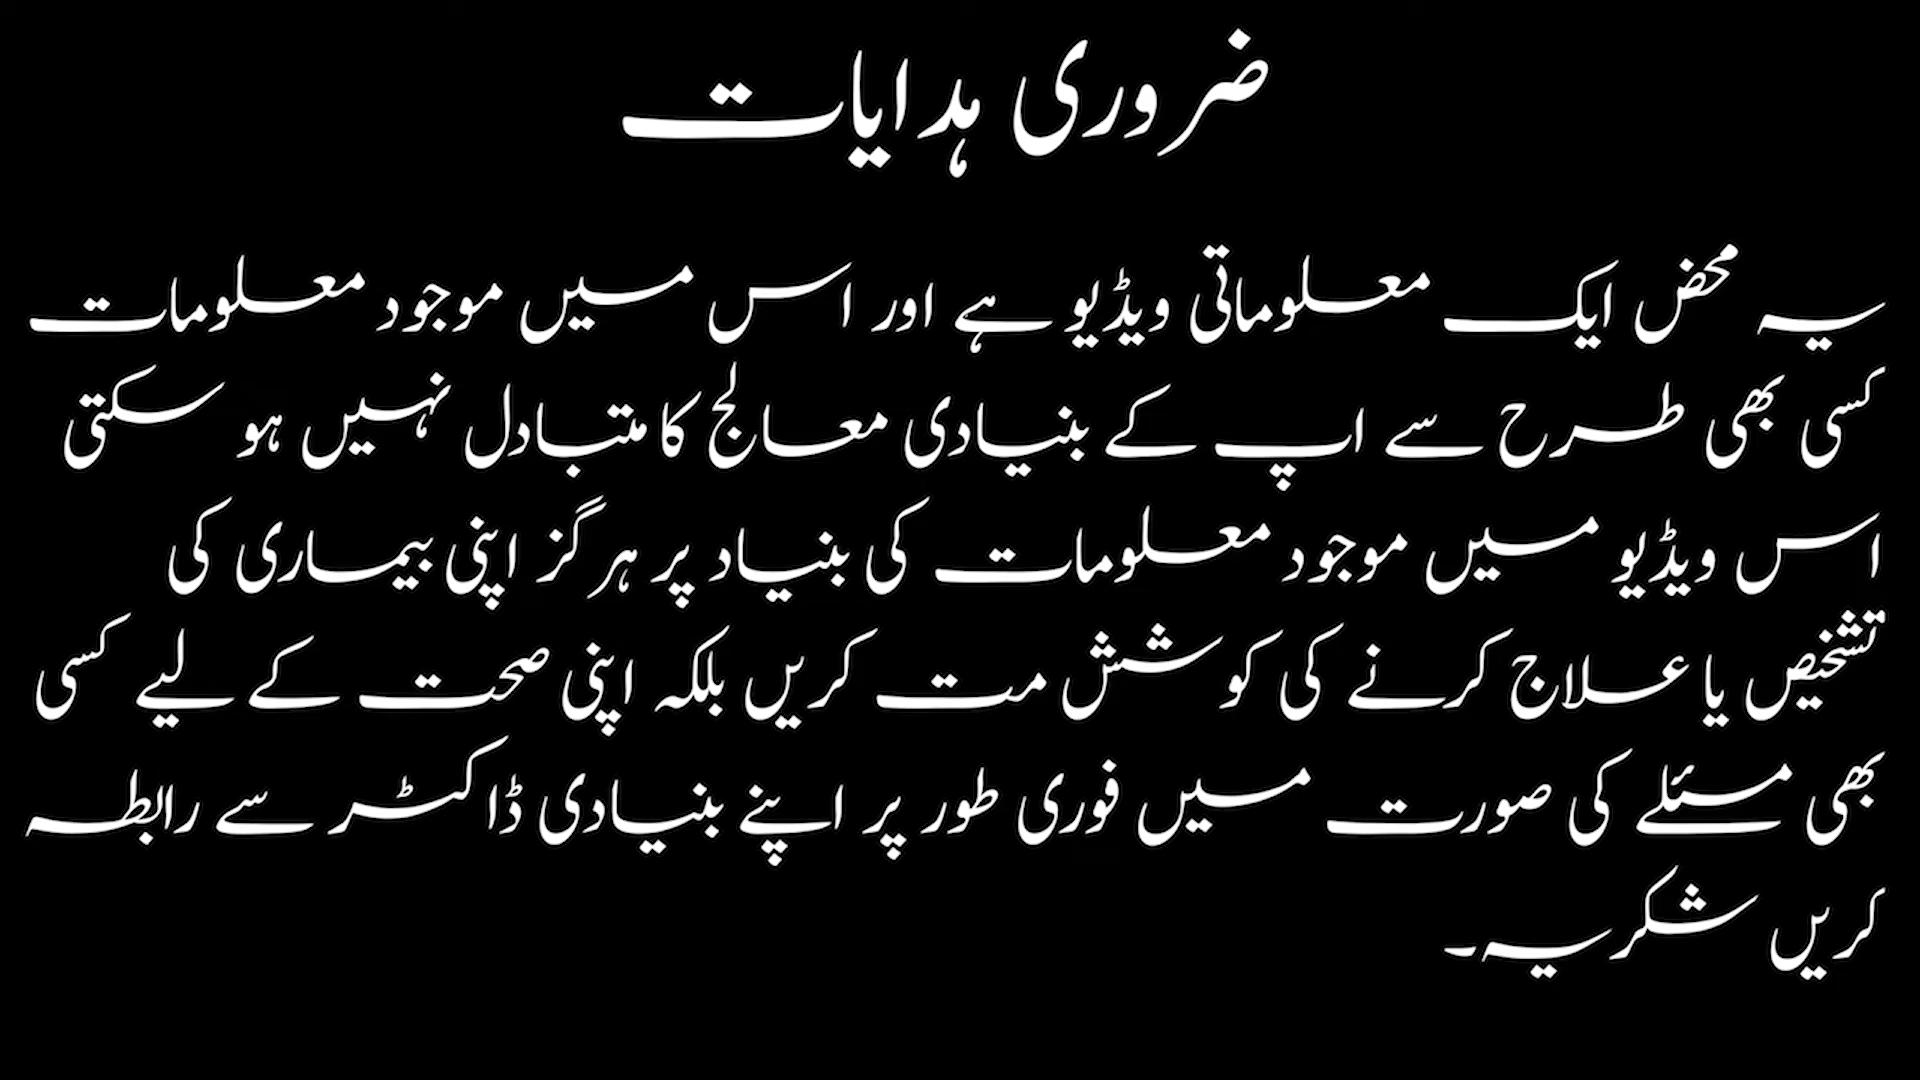 ضروری ہدایات
یہ محض ایک معلوماتی ویڈیو ہے اور اس میں موجود معلومات
کسی بھی طرح سے اپ کے بنیادی معالج کا متبادل نہیں ہو سکتی
اس ویڈیو میں موجود معلومات کی بنیاد پر ہرگز اپنی بیماری کی
تشخیص یا علاج کرنے کی کوشش مت کریں بلکہ اپنی صحت کے لیے کسی
بھی مسئلے کی صورت میں فوری طور پر اپنے بنیادی ڈاکٹر سے رابطہ
کریں شکریہ۔